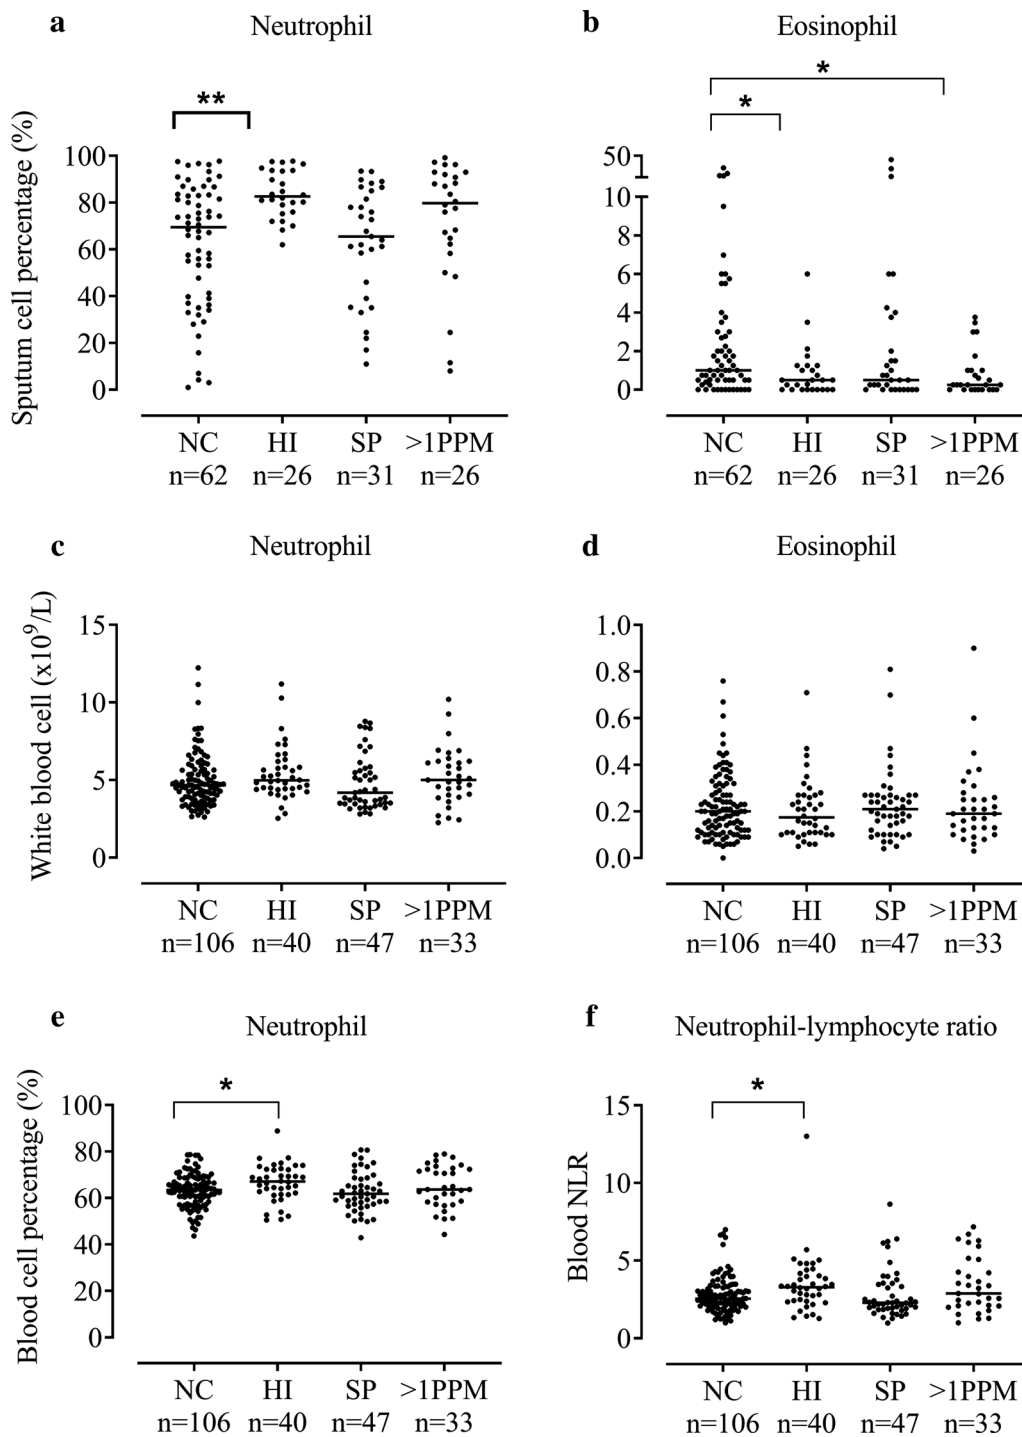 a Neutrophil
b Eosinophil
**
*
*
Sputum cell percentage (%)
100
80
60
40
20
0
50
10
8
6
4
2
0
NC HI SP >1PPM
n=62 n=26 n=31 n=26
NC HI SP >1PPM
n=62 n=26 n=31 n=26
c Neutrophil
d Eosinophil
White blood cell (x10⁹/L)
15
10
5
0
1.0
0.8
0.6
0.4
0.2
0.0
NC HI SP >1PPM
n=106 n=40 n=47 n=33
NC HI SP >1PPM
n=106 n=40 n=47 n=33
e Neutrophil
f Neutrophil-lymphocyte ratio
*
*
Blood cell percentage (%)
100
80
60
40
20
0
Blood NLR
15
10
5
0
NC HI SP >1PPM
n=106 n=40 n=47 n=33
NC HI SP >1PPM
n=106 n=40 n=47 n=33